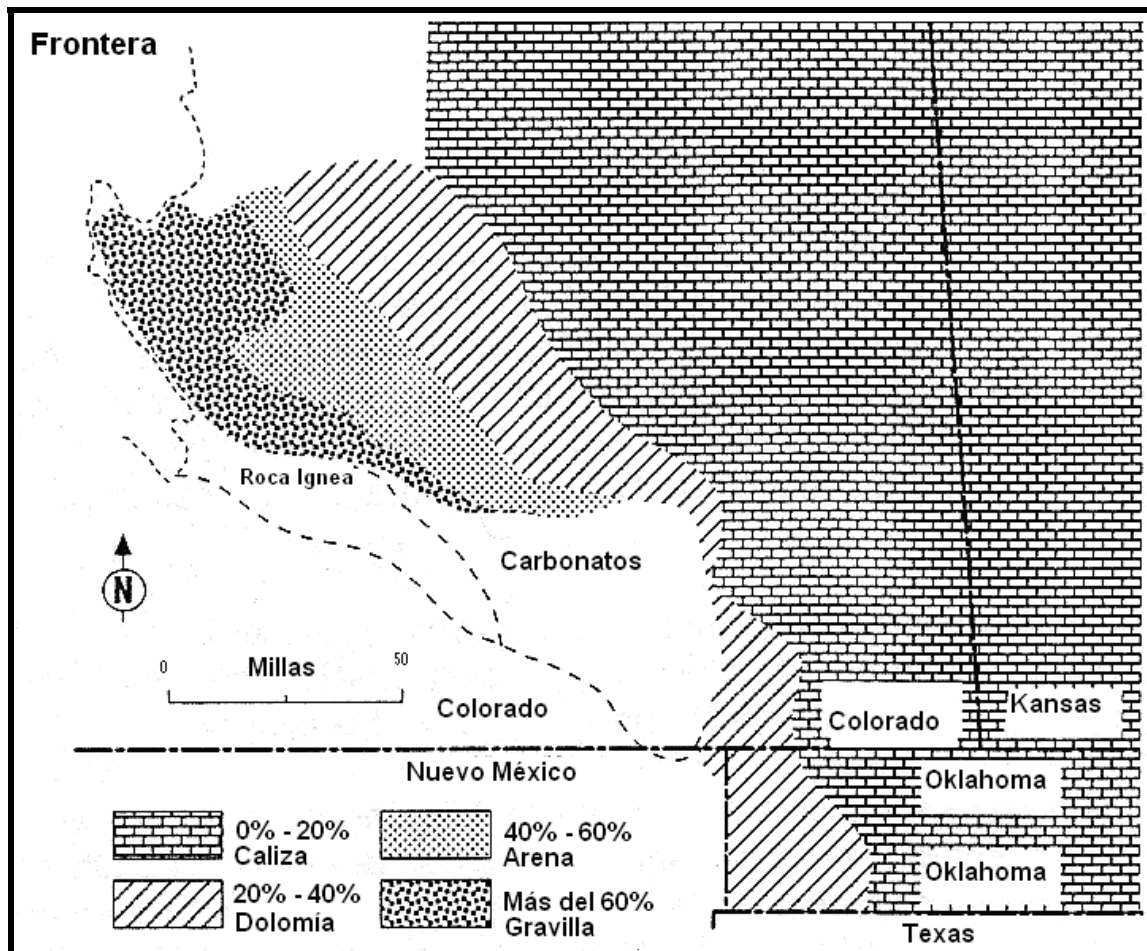 Frontera
Roca Ignea
Carbonatos
N
0 Millas 50
Colorado
Colorado
Kansas
Nuevo México
Oklahoma
Oklahoma
Texas
0% - 20%
Caliza
40% - 60%
Arena
20% - 40%
Dolomía
Más del 60%
Gravilla